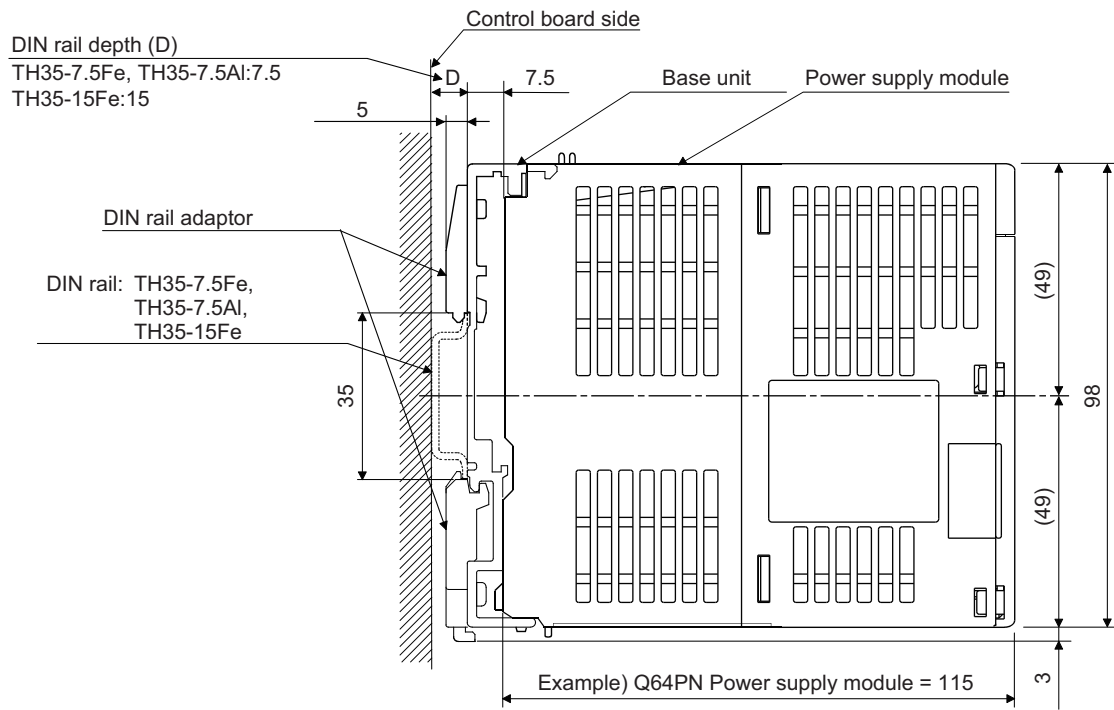 Control board side
DIN rail depth (D)
TH35-7.5Fe, TH35-7.5Al:7.5
TH35-15Fe:15
D
7.5
Base unit
Power supply module
5
DIN rail adaptor
DIN rail: TH35-7.5Fe,
TH35-7.5Al,
TH35-15Fe
35
(49)
98
(49)
3
Example) Q64PN Power supply module = 115